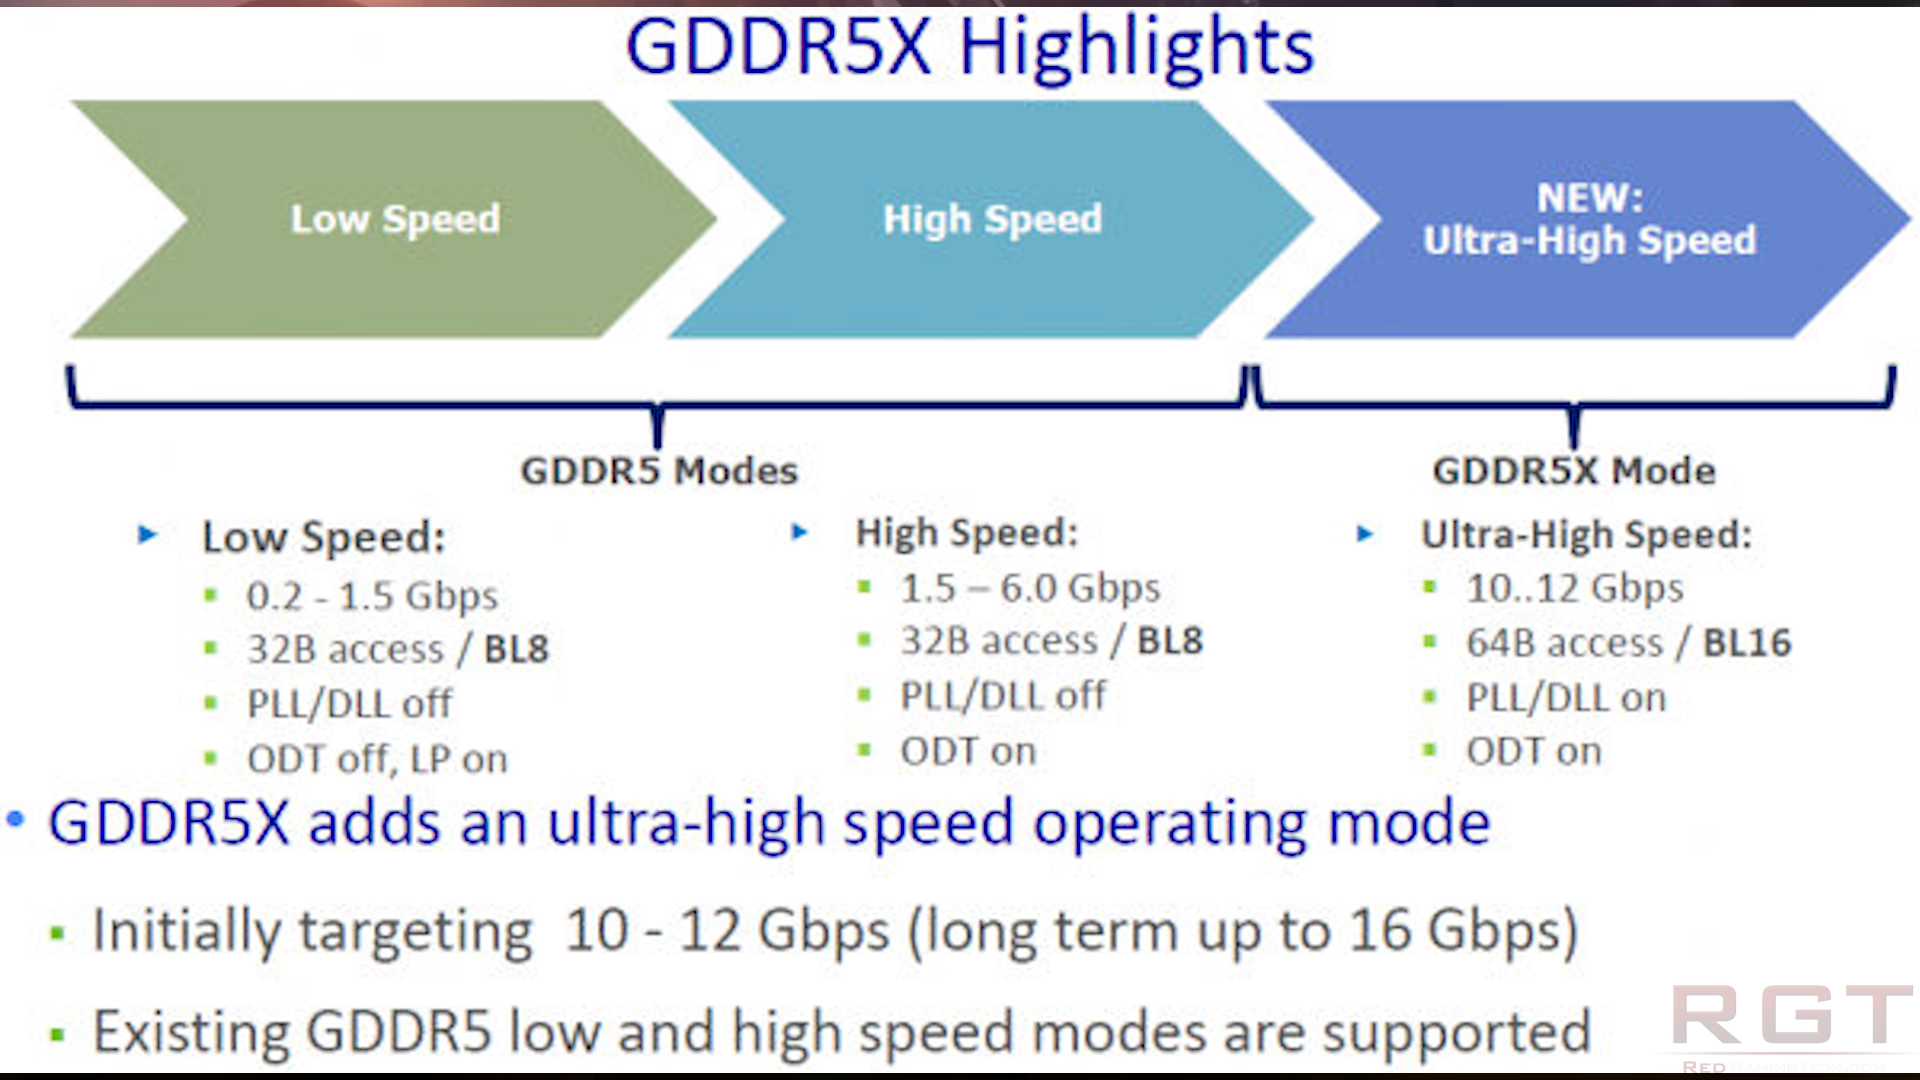 GDDR5X Highlights
Low Speed
High Speed
NEW:
Ultra-High Speed
GDDR5 Modes
GDDR5X Mode
Low Speed:
0.2 - 1.5 Gbps
32B access / BL8
PLL/DLL off
ODT off, LP on
High Speed:
1.5 – 6.0 Gbps
32B access / BL8
PLL/DLL off
ODT on
Ultra-High Speed:
10..12 Gbps
64B access / BL16
PLL/DLL on
ODT on
• GDDR5X adds an ultra-high speed operating mode
Initially targeting 10 - 12 Gbps (long term up to 16 Gbps)
Existing GDDR5 low and high speed modes are supported
RGT
RED